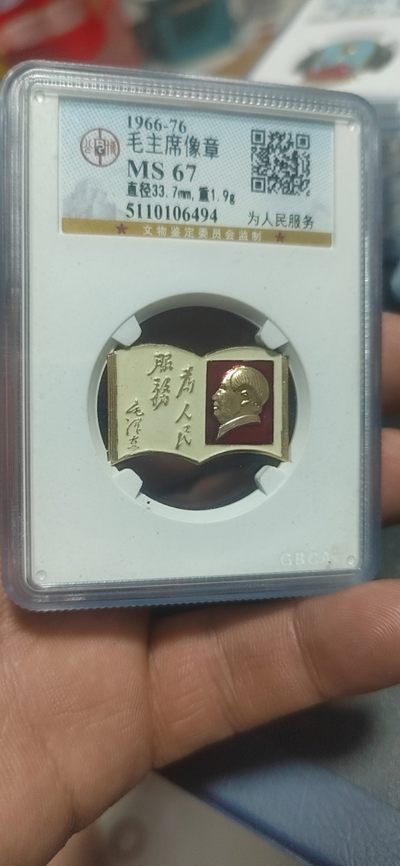 1966-76
毛主席像章
MS 67
直径33.7mm,重1.9g
5110106494
为人民服务
文物鉴定委员会监制
为人民
服务
毛泽东
GBCA